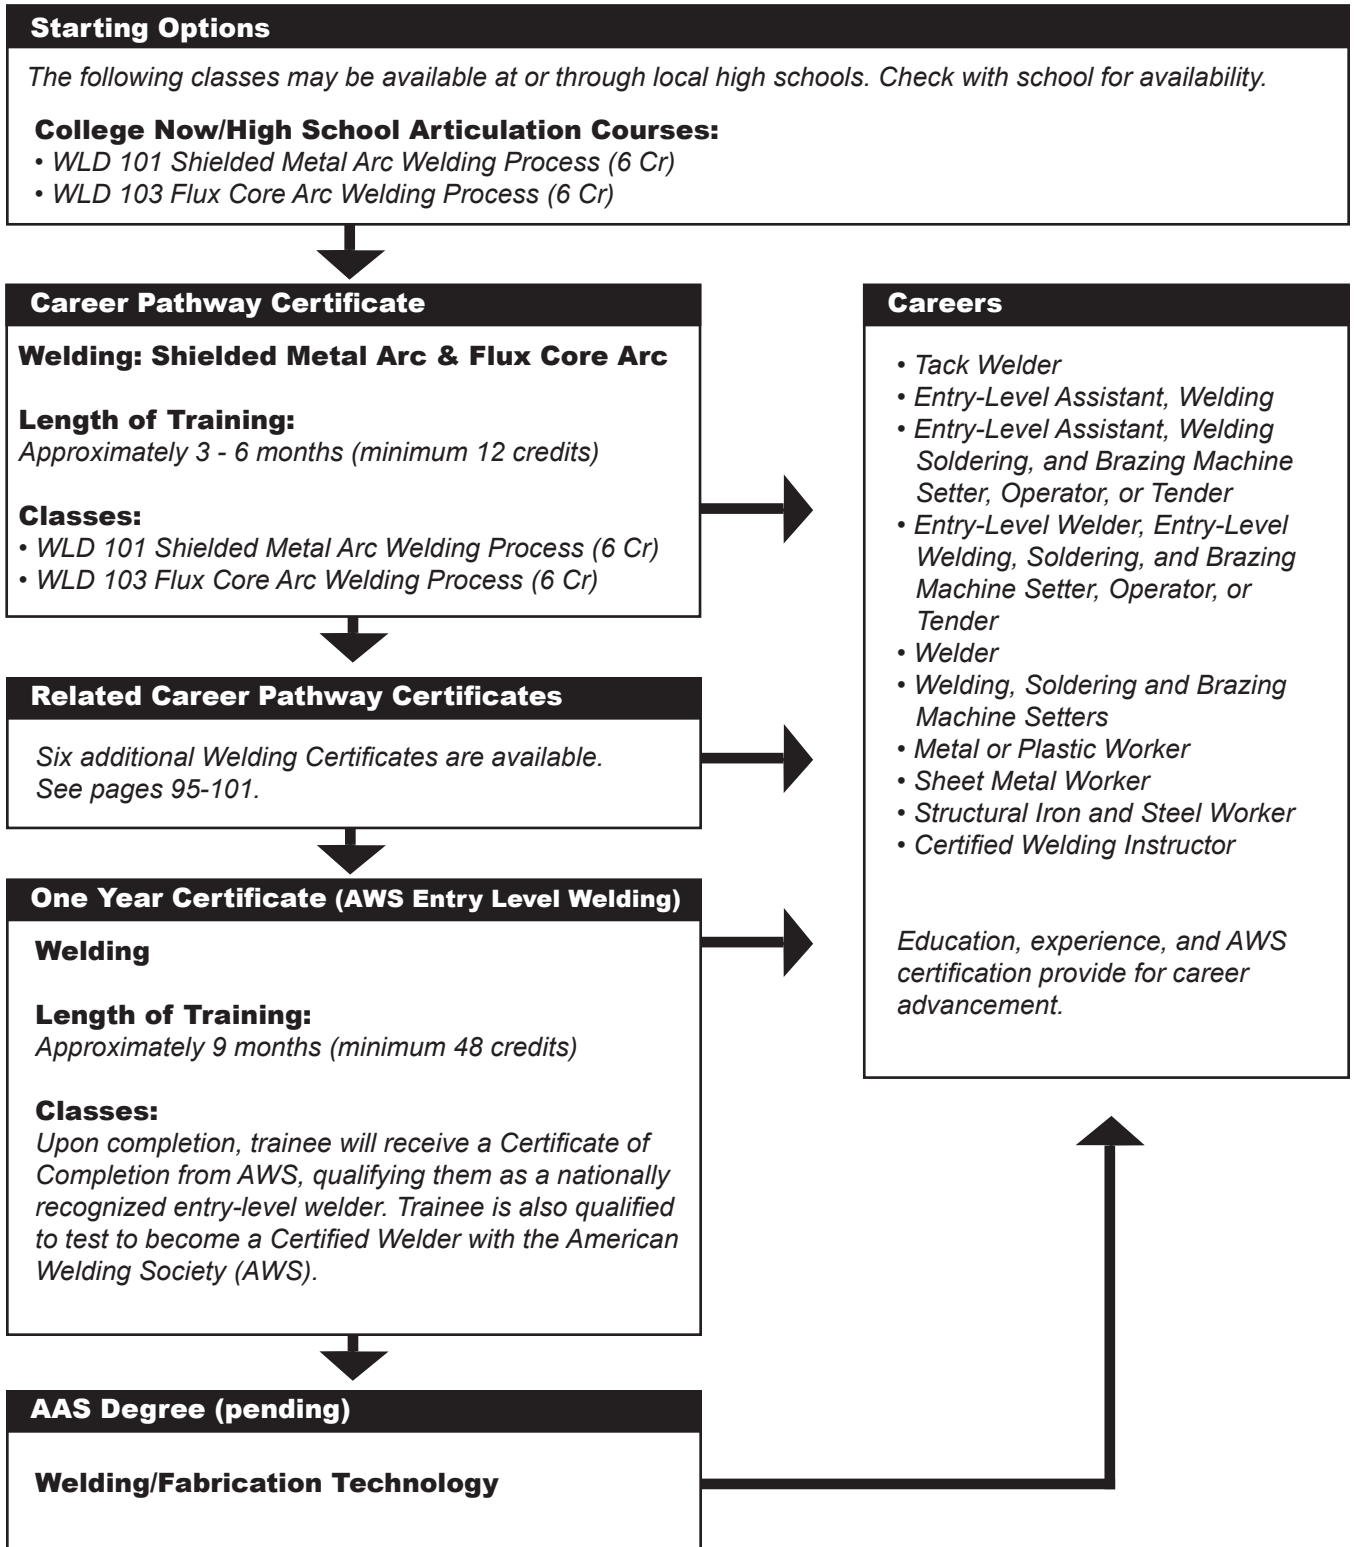 Starting Options
The following classes may be available at or through local high schools. Check with school for availability.
College Now/High School Articulation Courses:
• WLD 101 Shielded Metal Arc Welding Process (6 Cr)
• WLD 103 Flux Core Arc Welding Process (6 Cr)
Career Pathway Certificate
Welding: Shielded Metal Arc & Flux Core Arc
Length of Training:
Approximately 3 - 6 months (minimum 12 credits)
Classes:
• WLD 101 Shielded Metal Arc Welding Process (6 Cr)
• WLD 103 Flux Core Arc Welding Process (6 Cr)
Related Career Pathway Certificates
Six additional Welding Certificates are available.
See pages 95-101.
One Year Certificate (AWS Entry Level Welding)
Welding
Length of Training:
Approximately 9 months (minimum 48 credits)
Classes:
Upon completion, trainee will receive a Certificate of
Completion from AWS, qualifying them as a nationally
recognized entry-level welder. Trainee is also qualified
to test to become a Certified Welder with the American
Welding Society (AWS).
AAS Degree (pending)
Welding/Fabrication Technology
Careers
• Tack Welder
• Entry-Level Assistant, Welding
• Entry-Level Assistant, Welding
Soldering, and Brazing Machine
Setter, Operator, or Tender
• Entry-Level Welder, Entry-Level
Welding, Soldering, and Brazing
Machine Setter, Operator, or
Tender
• Welder
• Welding, Soldering and Brazing
Machine Setters
• Metal or Plastic Worker
• Sheet Metal Worker
• Structural Iron and Steel Worker
• Certified Welding Instructor
Education, experience, and AWS
certification provide for career
advancement.